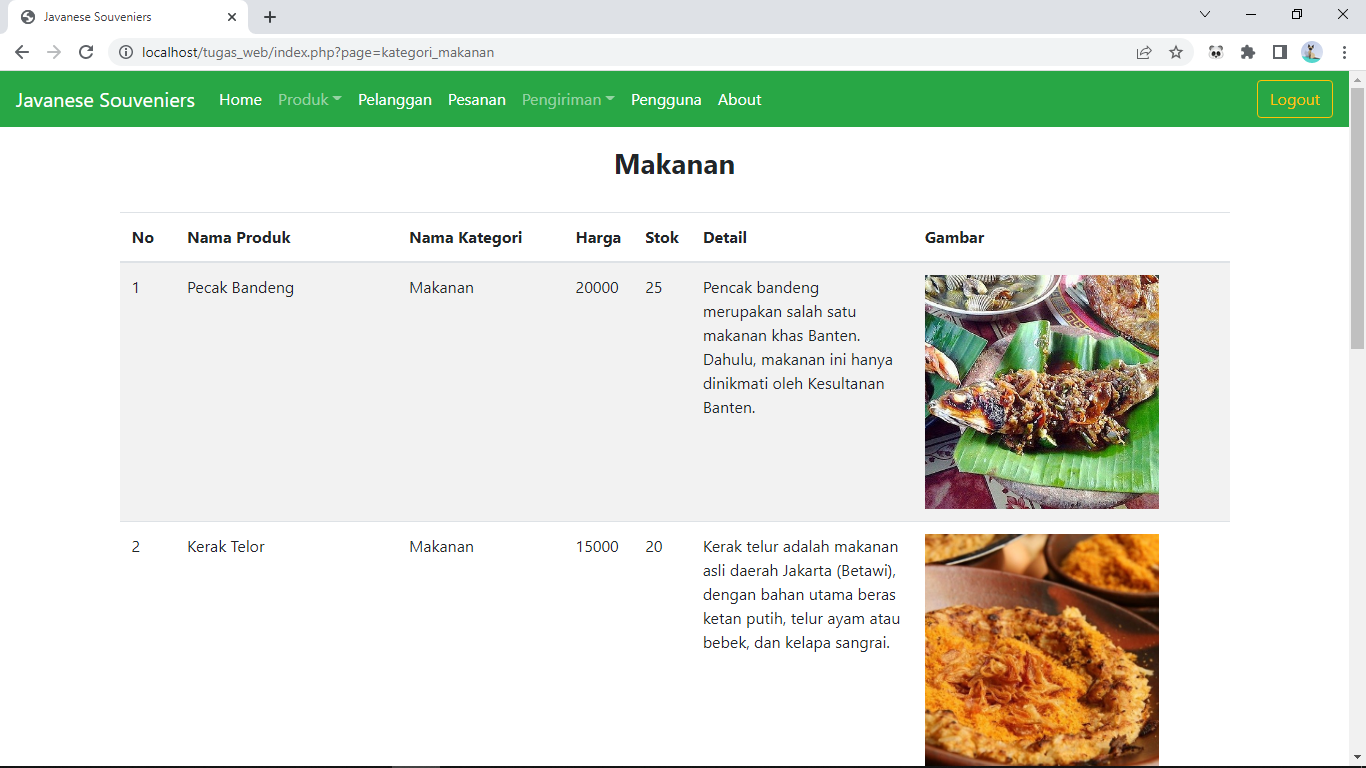 Javanese Souveniers
localhost/tugas_web/index.php?page=kategori_makanan
Javanese Souveniers Home Produk Pelanggan Pesanan Pengiriman Pengguna About Logout
Makanan
No Nama Produk Nama Kategori Harga Stok Detail Gambar
1 Pecak Bandeng Makanan 20000 25 Pencak bandeng
merupakan salah satu
makanan khas Banten.
Dahulu, makanan ini hanya
dinikmati oleh Kesultanan
Banten.
2 Kerak Telor Makanan 15000 20 Kerak telur adalah makanan
asli daerah Jakarta (Betawi),
dengan bahan utama beras
ketan putih, telur ayam atau
bebek, dan kelapa sangrai.